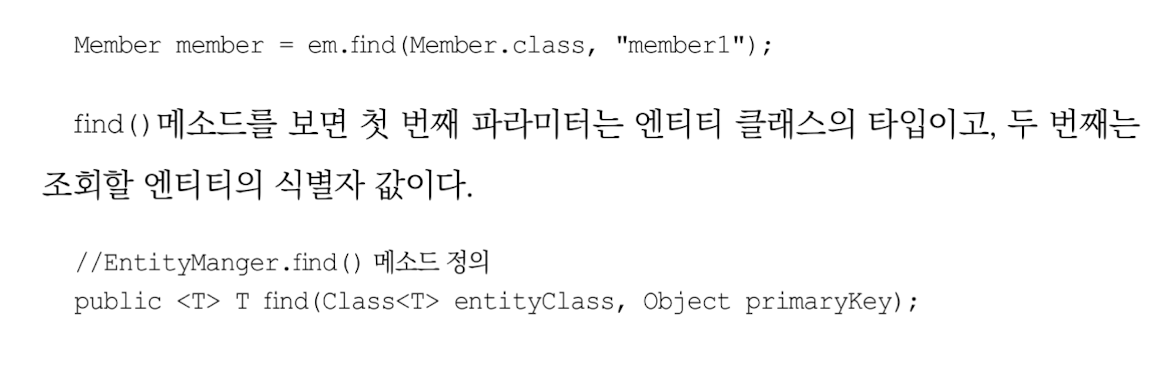 Member member = em.find(Member.class, "member1");
find()메소드를 보면 첫 번째 파라미터는 엔티티 클래스의 타입이고, 두 번째는
조회할 엔티티의 식별자 값이다.
//EntityManger.find() 메소드 정의
public <T> T find(Class<T> entityClass, Object primaryKey);